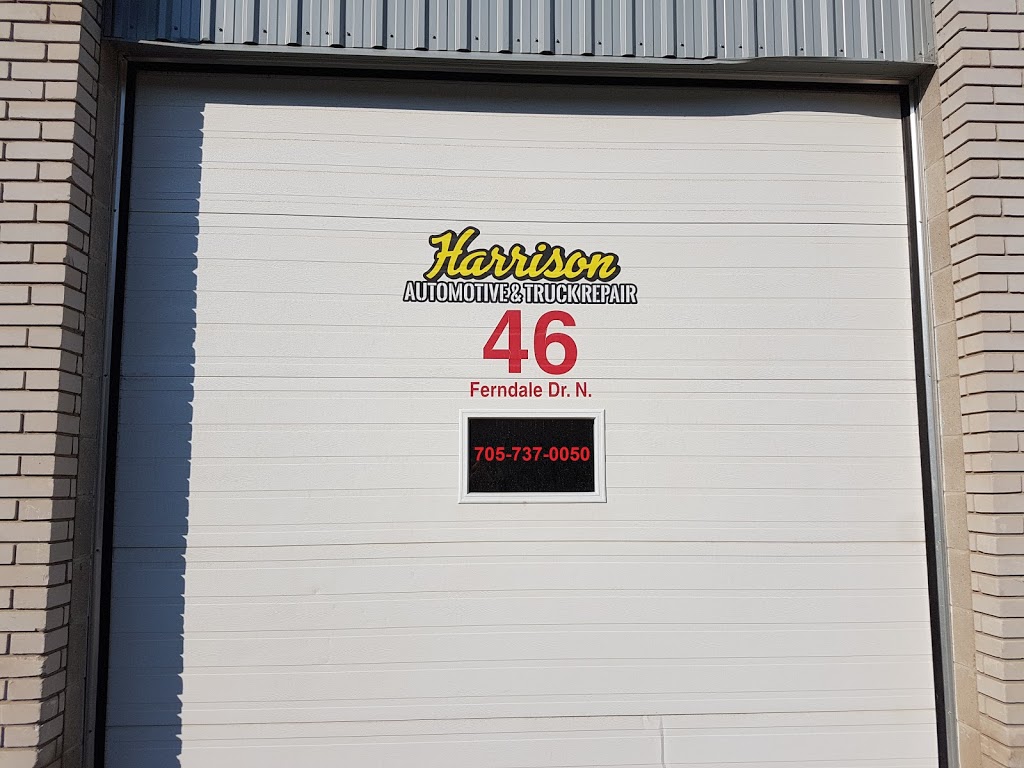 Harrison
AUTOMOTIVE & TRUCK REPAIR
46
Ferndale Dr. N.
705-737-0050